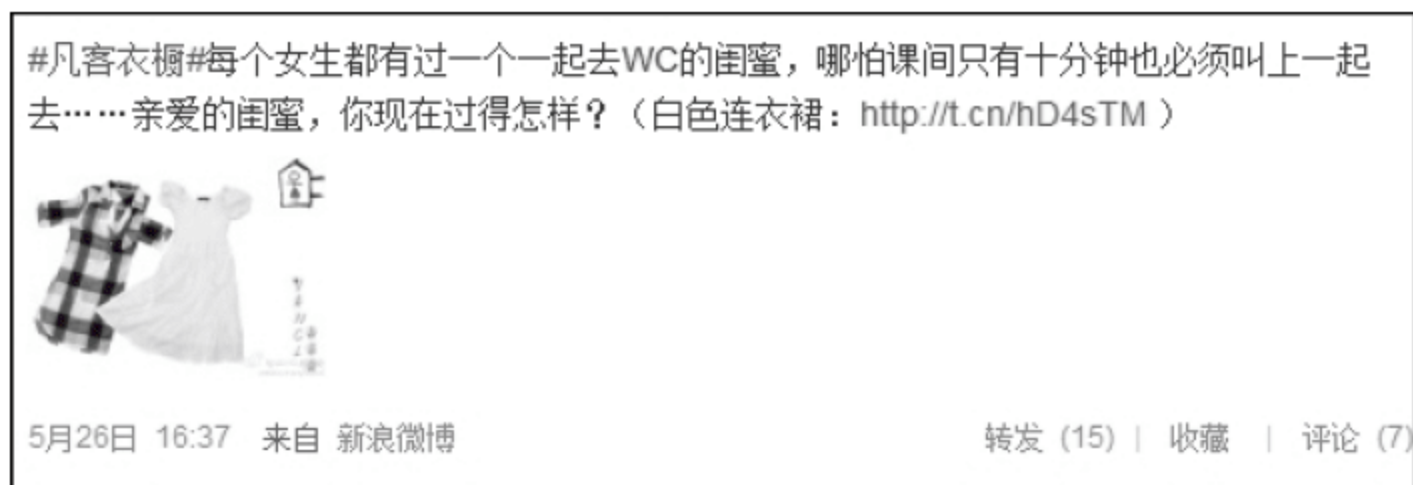 #凡客衣橱#每个女生都有过一个一起去WC的闺蜜，哪怕课间只有十分钟也必须叫上一起
去……亲爱的闺蜜，你现在过得怎样？（白色连衣裙：http://t.cn/hD4sTM ）
5月26日 16:37 来自 新浪微博 转发 (15) | 收藏 | 评论 (7)